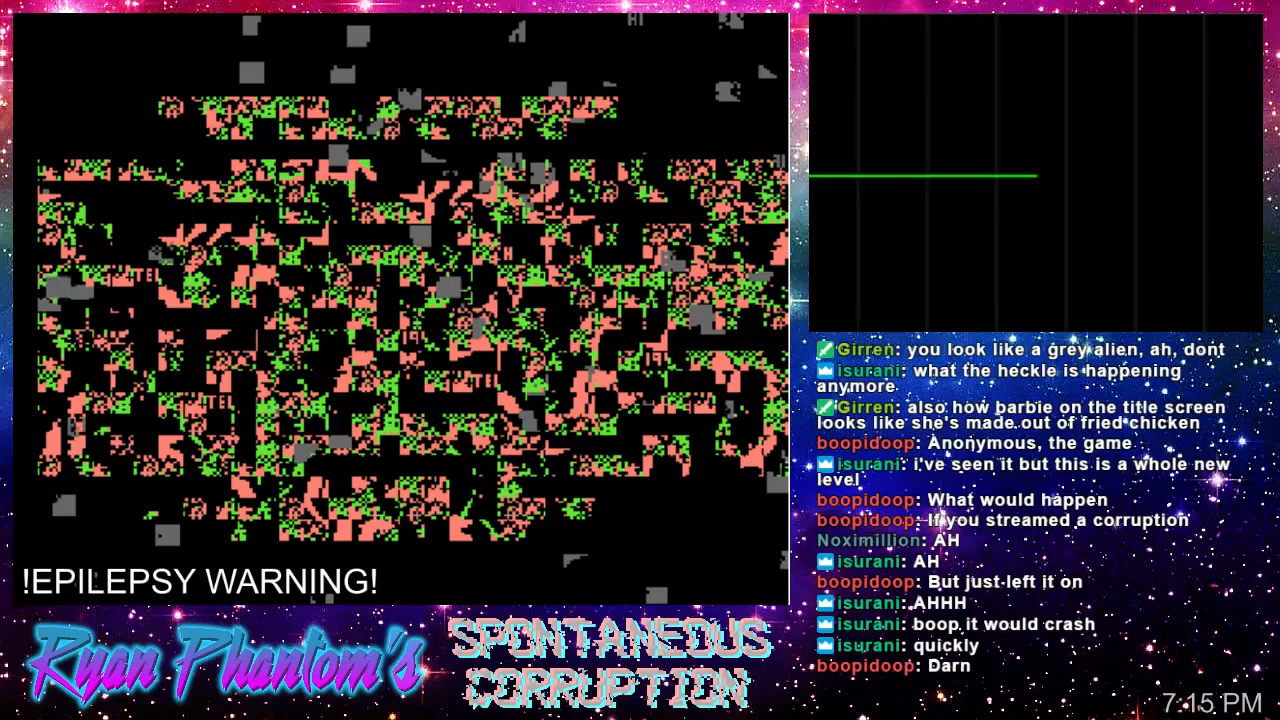 AI
TEL
H
TEL
TEL
!EPILEPSY WARNING!
Ryan Phantom's
SPONTANEOUS
CORRUPTION
Girren: you look like a grey alien, ah, dont
isurani: what the heckle is happening
anymore
Girren: also how barbie on the title screen
looks like she's made out of fried chicken
boopidoop: Anonymous, the game
isurani: i've seen it but this is a whole new
level
boopidoop: What would happen
boopidoop: If you streamed a corruption
Noximillion: AH
isurani: AH
boopidoop: But just left it on
isurani: AHHH
isurani: boop it would crash
isurani: quickly
boopidoop: Darn
7:15 PM